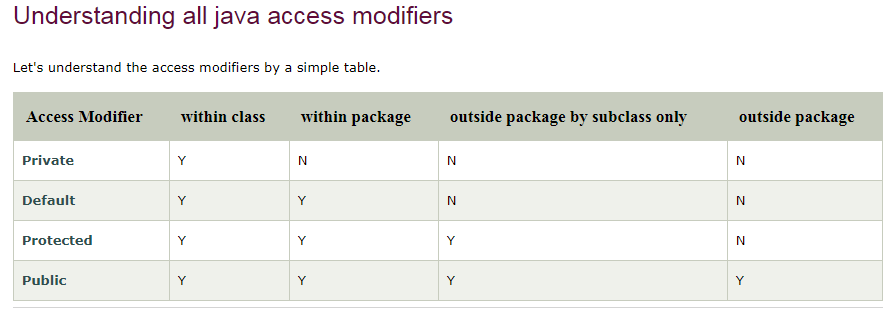 Understanding all java access modifiers
Let's understand the access modifiers by a simple table.
Access Modifier within class within package outside package by subclass only outside package
Private Y N N N
Default Y Y N N
Protected Y Y Y N
Public Y Y Y Y